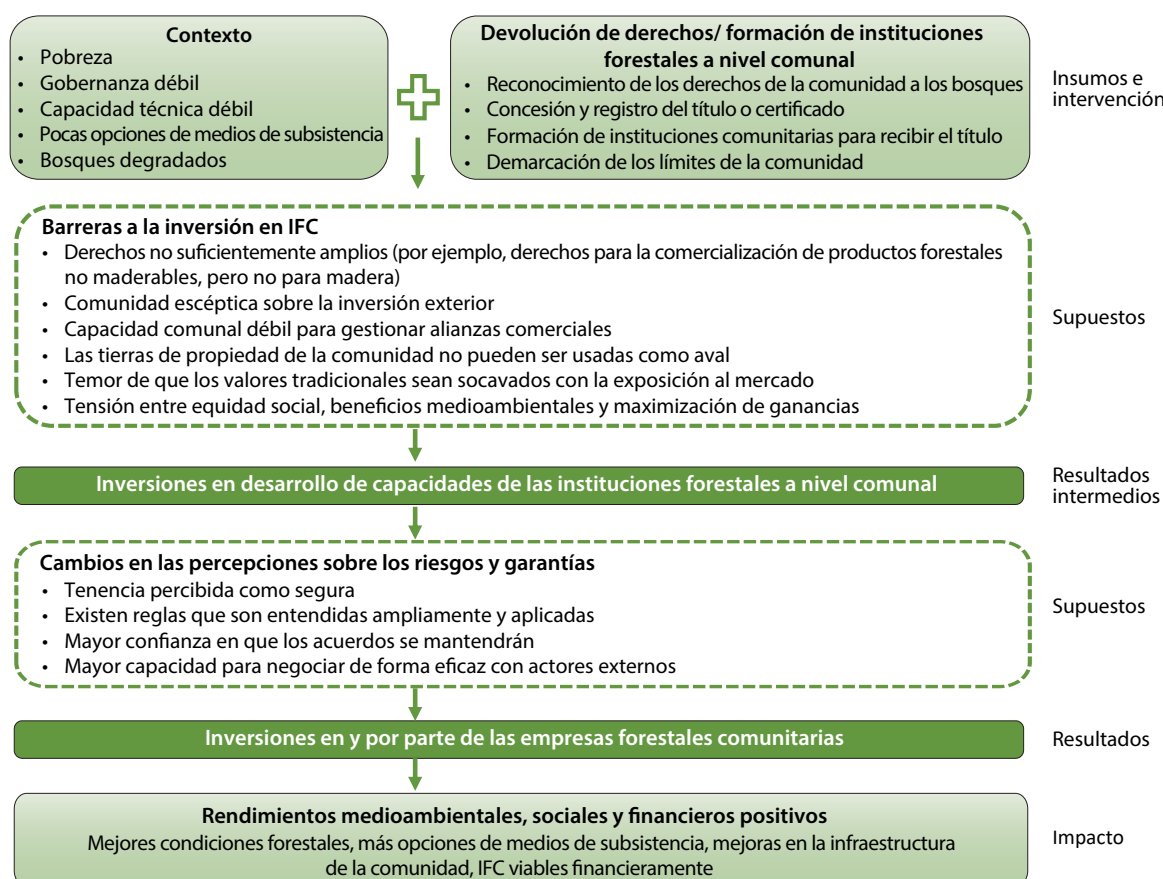 Contexto
• Pobreza
• Gobernanza débil
• Capacidad técnica débil
• Pocas opciones de medios de subsistencia
• Bosques degradados
Devolución de derechos/ formación de instituciones
forestales a nivel comunal
• Reconocimiento de los derechos de la comunidad a los bosques
• Concesión y registro del título o certificado
• Formación de instituciones comunitarias para recibir el título
• Demarcación de los límites de la comunidad
Insumos e
intervención
Barreras a la inversión en IFC
• Derechos no suficientemente amplios (por ejemplo, derechos para la comercialización de productos forestales
no maderables, pero no para madera)
• Comunidad escéptica sobre la inversión exterior
• Capacidad comunal débil para gestionar alianzas comerciales
• Las tierras de propiedad de la comunidad no pueden ser usadas como aval
• Temor de que los valores tradicionales sean socavados con la exposición al mercado
• Tensión entre equidad social, beneficios medioambientales y maximización de ganancias
Supuestos
Inversiones en desarrollo de capacidades de las instituciones forestales a nivel comunal
Resultados
intermedios
Cambios en las percepciones sobre los riesgos y garantías
• Tenencia percibida como segura
• Existen reglas que son entendidas ampliamente y aplicadas
• Mayor confianza en que los acuerdos se mantendrán
• Mayor capacidad para negociar de forma eficaz con actores externos
Supuestos
Inversiones en y por parte de las empresas forestales comunitarias
Resultados
Rendimientos medioambientales, sociales y financieros positivos
Mejores condiciones forestales, más opciones de medios de subsistencia, mejoras en la infraestructura
de la comunidad, IFC viables financieramente
Impacto